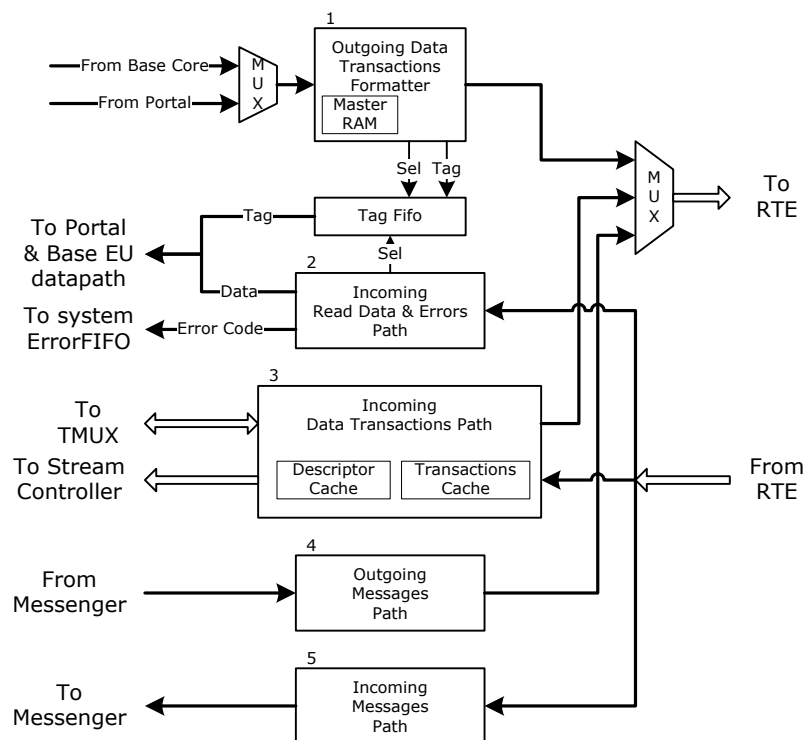 1
From Base Core
From Portal
M
U
X
Outgoing Data
Transactions
Formatter
Master
RAM
Sel
Tag
Tag Fifo
Tag
Sel
To Portal
& Base EU
datapath
Data
2
Incoming
Read Data & Errors
Path
To system
ErrorFIFO
Error Code
M
U
X
To
RTE
3
Incoming
Data Transactions Path
Descriptor
Cache
Transactions
Cache
To
TMUX
To Stream
Controller
From
RTE
4
From
Messenger
Outgoing
Messages
Path
5
To
Messenger
Incoming
Messages
Path